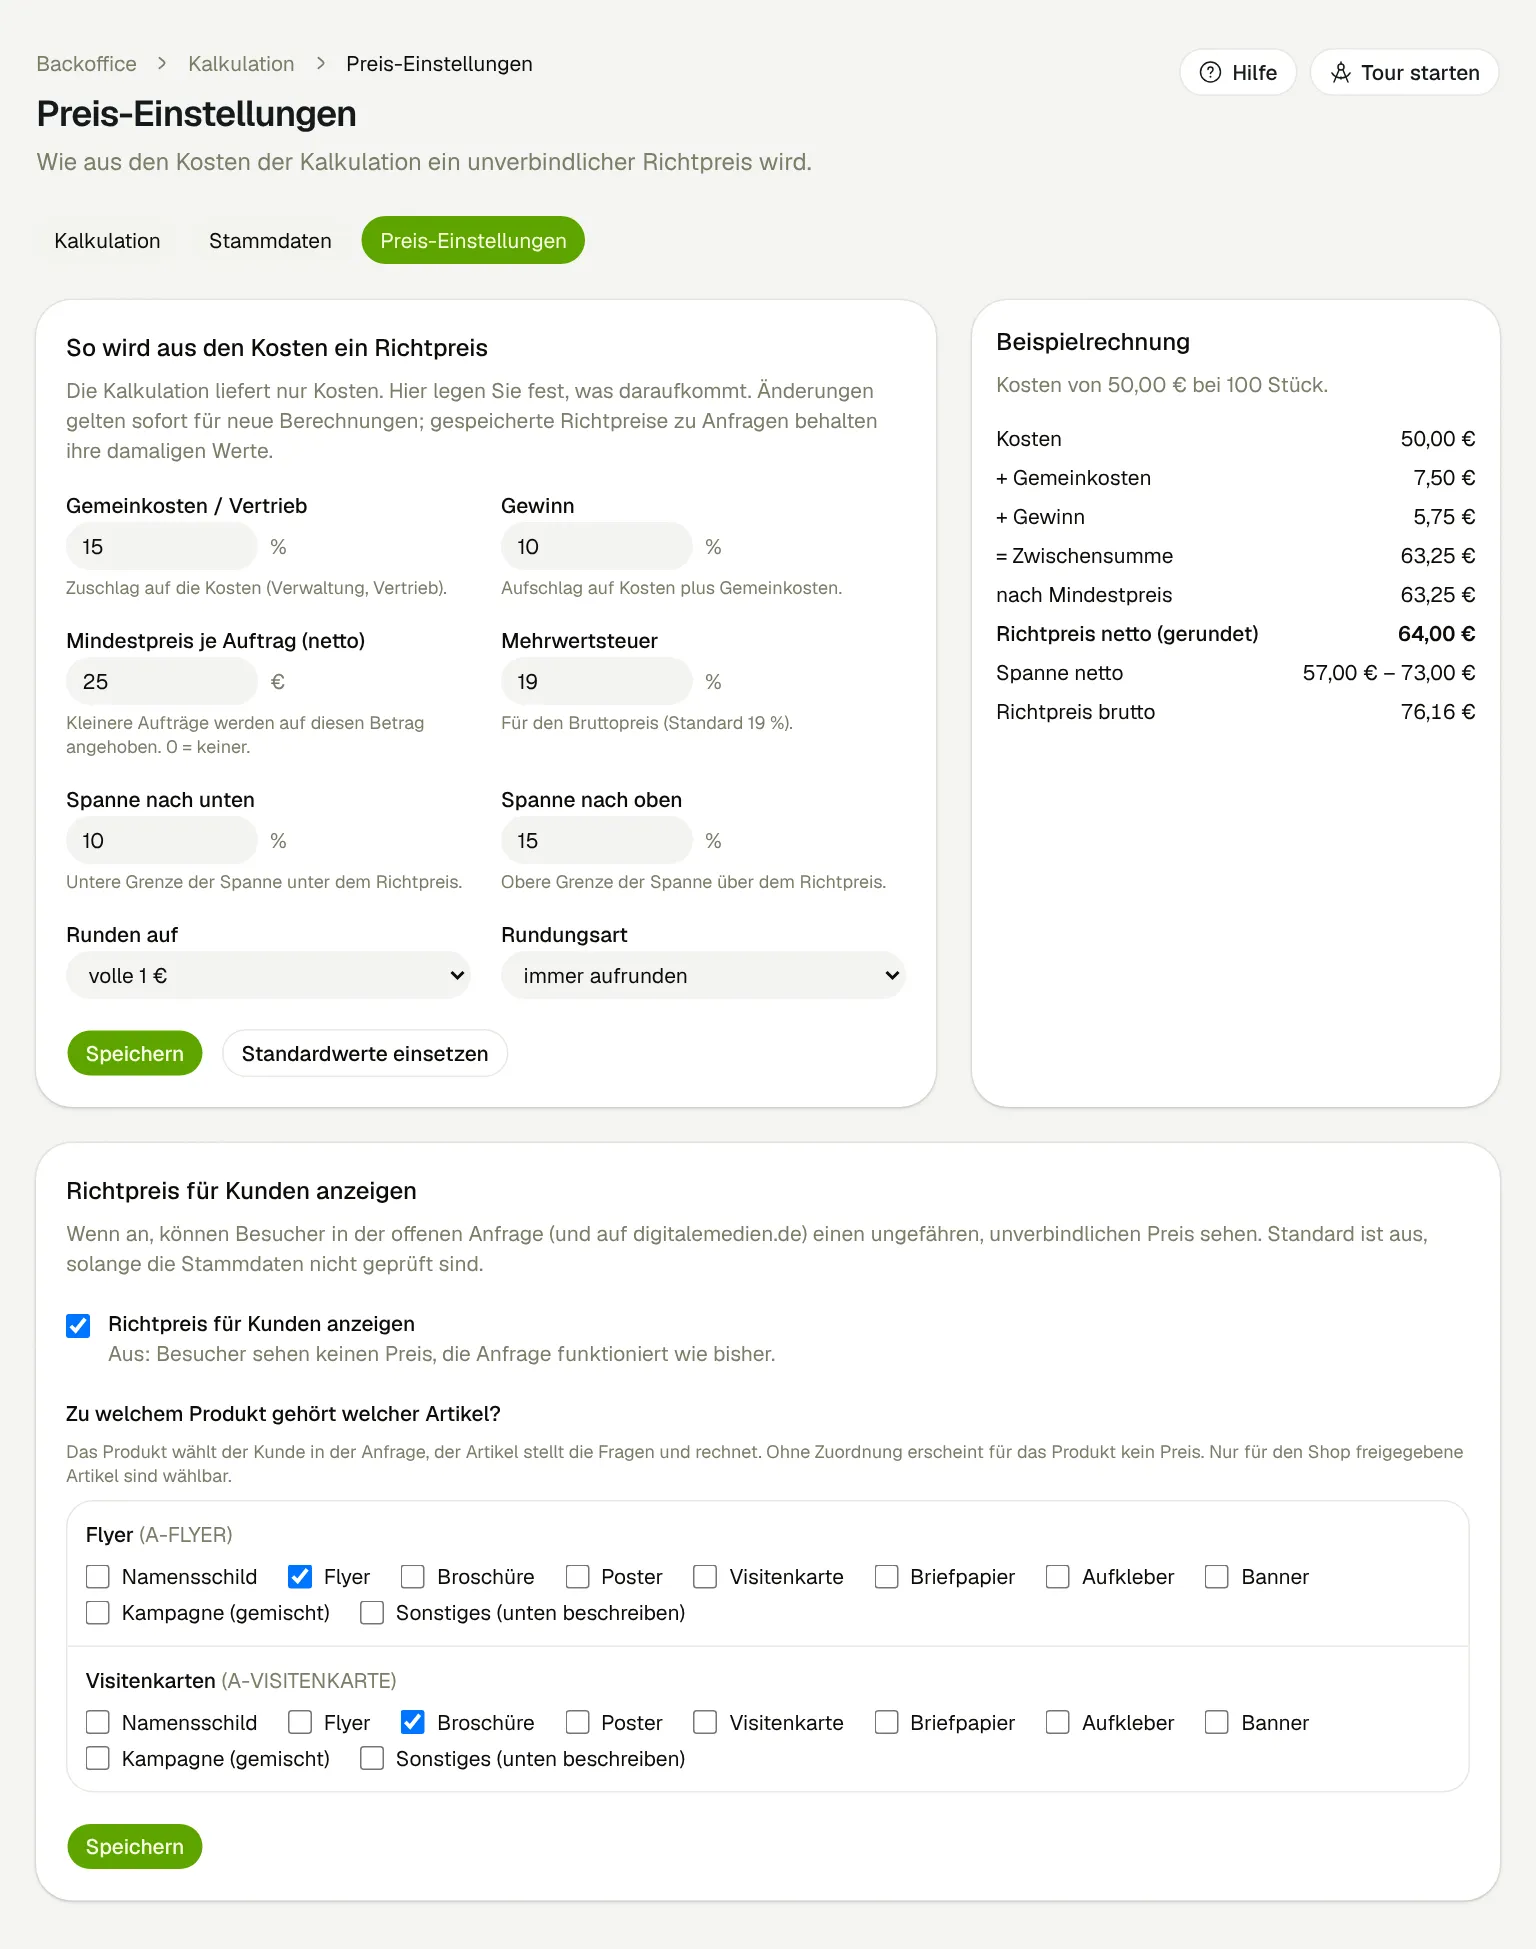 Backoffice > Kalkulation > Preis-Einstellungen
Hilfe
Tour starten
Preis-Einstellungen
Wie aus den Kosten der Kalkulation ein unverbindlicher Richtpreis wird.
Kalkulation
Stammdaten
Preis-Einstellungen
So wird aus den Kosten ein Richtpreis
Die Kalkulation liefert nur Kosten. Hier legen Sie fest, was daraufkommt. Änderungen
gelten sofort für neue Berechnungen; gespeicherte Richtpreise zu Anfragen behalten
ihre damaligen Werte.
Gemeinkosten / Vertrieb
15 %
Zuschlag auf die Kosten (Verwaltung, Vertrieb).
Gewinn
10 %
Aufschlag auf Kosten plus Gemeinkosten.
Mindestpreis je Auftrag (netto)
25 €
Kleinere Aufträge werden auf diesen Betrag
angehoben. 0 = keiner.
Mehrwertsteuer
19 %
Für den Bruttopreis (Standard 19 %).
Spanne nach unten
10 %
Untere Grenze der Spanne unter dem Richtpreis.
Spanne nach oben
15 %
Obere Grenze der Spanne über dem Richtpreis.
Runden auf
volle 1 €
Rundungsart
immer aufrunden
Speichern
Standardwerte einsetzen
Beispielrechnung
Kosten von 50,00 € bei 100 Stück.
Kosten 50,00 €
+ Gemeinkosten 7,50 €
+ Gewinn 5,75 €
= Zwischensumme 63,25 €
nach Mindestpreis 63,25 €
Richtpreis netto (gerundet) 64,00 €
Spanne netto 57,00 € – 73,00 €
Richtpreis brutto 76,16 €
Richtpreis für Kunden anzeigen
Wenn an, können Besucher in der offenen Anfrage (und auf digitalemedien.de) einen ungefähren, unverbindlichen Preis sehen. Standard ist aus,
solange die Stammdaten nicht geprüft sind.
Richtpreis für Kunden anzeigen
Aus: Besucher sehen keinen Preis, die Anfrage funktioniert wie bisher.
Zu welchem Produkt gehört welcher Artikel?
Das Produkt wählt der Kunde in der Anfrage, der Artikel stellt die Fragen und rechnet. Ohne Zuordnung erscheint für das Produkt kein Preis. Nur für den Shop freigegebene
Artikel sind wählbar.
Flyer (A-FLYER)
Namensschild Flyer Broschüre Poster Visitenkarte Briefpapier Aufkleber Banner
Kampagne (gemischt) Sonstiges (unten beschreiben)
Visitenkarten (A-VISITENKARTE)
Namensschild Flyer Broschüre Poster Visitenkarte Briefpapier Aufkleber Banner
Kampagne (gemischt) Sonstiges (unten beschreiben)
Speichern